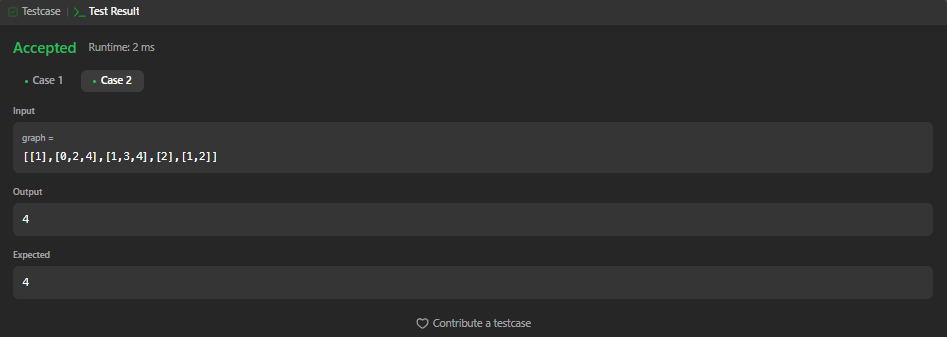 Testcase | >_ Test Result
Accepted Runtime: 2 ms
• Case 1 • Case 2
Input
graph =
[[1],[0,2,4],[1,3,4],[2],[1,2]]
Output
4
Expected
4
Contribute a testcase